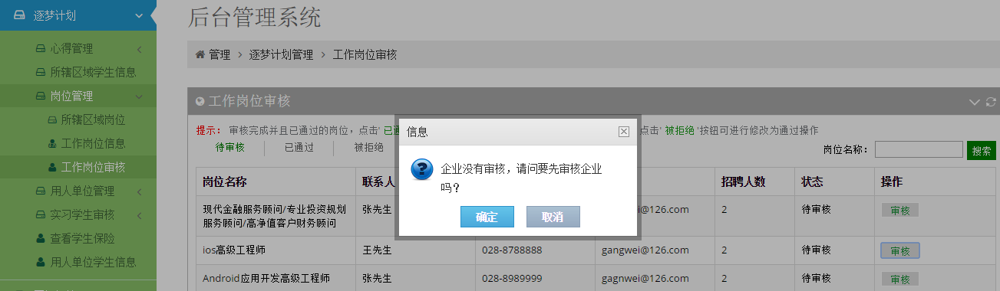 逐梦计划
心得管理
所辖区域学生信息
岗位管理
所辖区域岗位
工作岗位信息
工作岗位审核
用人单位管理
实习学生审核
查看学生保险
用人单位学生信息
后台管理系统
管理 > 逐梦计划管理 > 工作岗位审核
工作岗位审核
提示： 审核完成并且已通过的岗位，点击' 已通
点击' 被拒绝 '按钮可进行修改为通过操作
待审核 已通过 被拒绝
岗位名称： 搜索
信息
企业没有审核，请问要先审核企业
吗？
确定 取消
岗位名称 联系人 招聘人数 状态 操作
现代金融服务顾问/专业投资规划
服务顾问/高净值客户财务顾问
张先生 @126.com 2 待审核 审核
ios高级工程师 王先生 028-8788888 gangwei@126.com 2 待审核 审核
Android应用开发高级工程师 张先生 028-8989999 gagnwei@126.com 2 待审核 审核